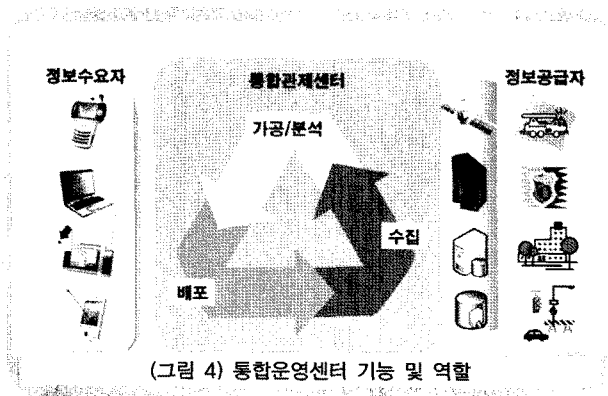 정보수요자
통합관제센터
정보공급자
가공/분석
수집
배포
(그림 4) 통합운영센터 기능 및 역할